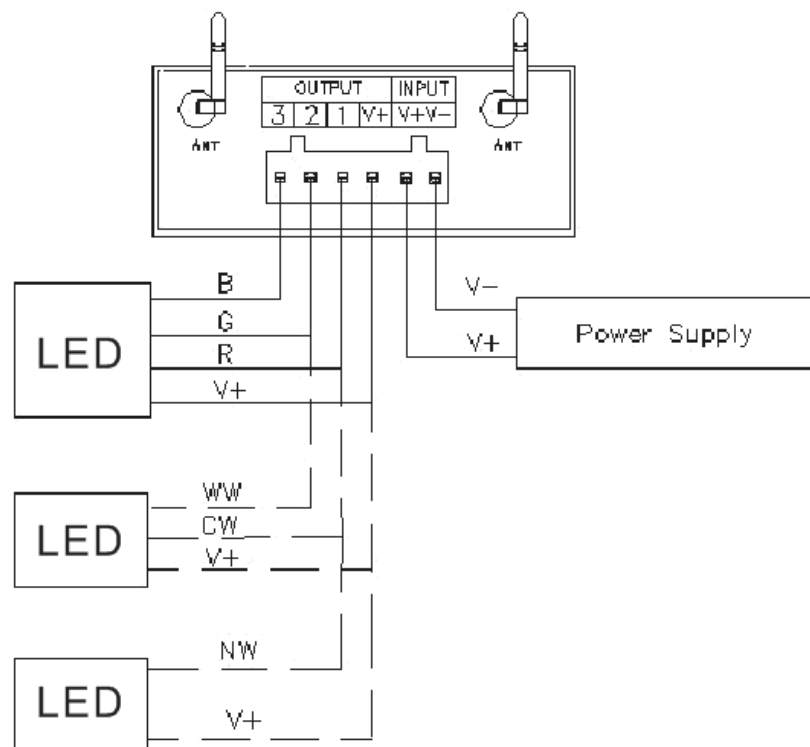 OUTPUT INPUT
3 2 1 V+ V+ V-
ANT
ANT
B
G
R
V+
LED
V-
V+
Power Supply
WW
CW
V+
LED
NW
V+
LED